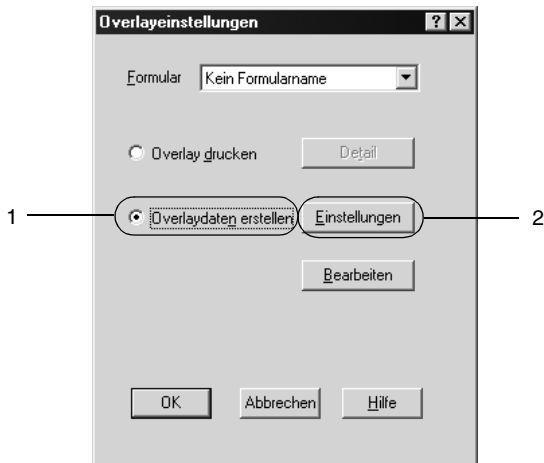 Overlayeinstellungen
Formular Kein Formularname
Overlay drucken Detail
1 Overlaydaten erstellen Einstellungen 2
Bearbeiten
OK Abbrechen Hilfe